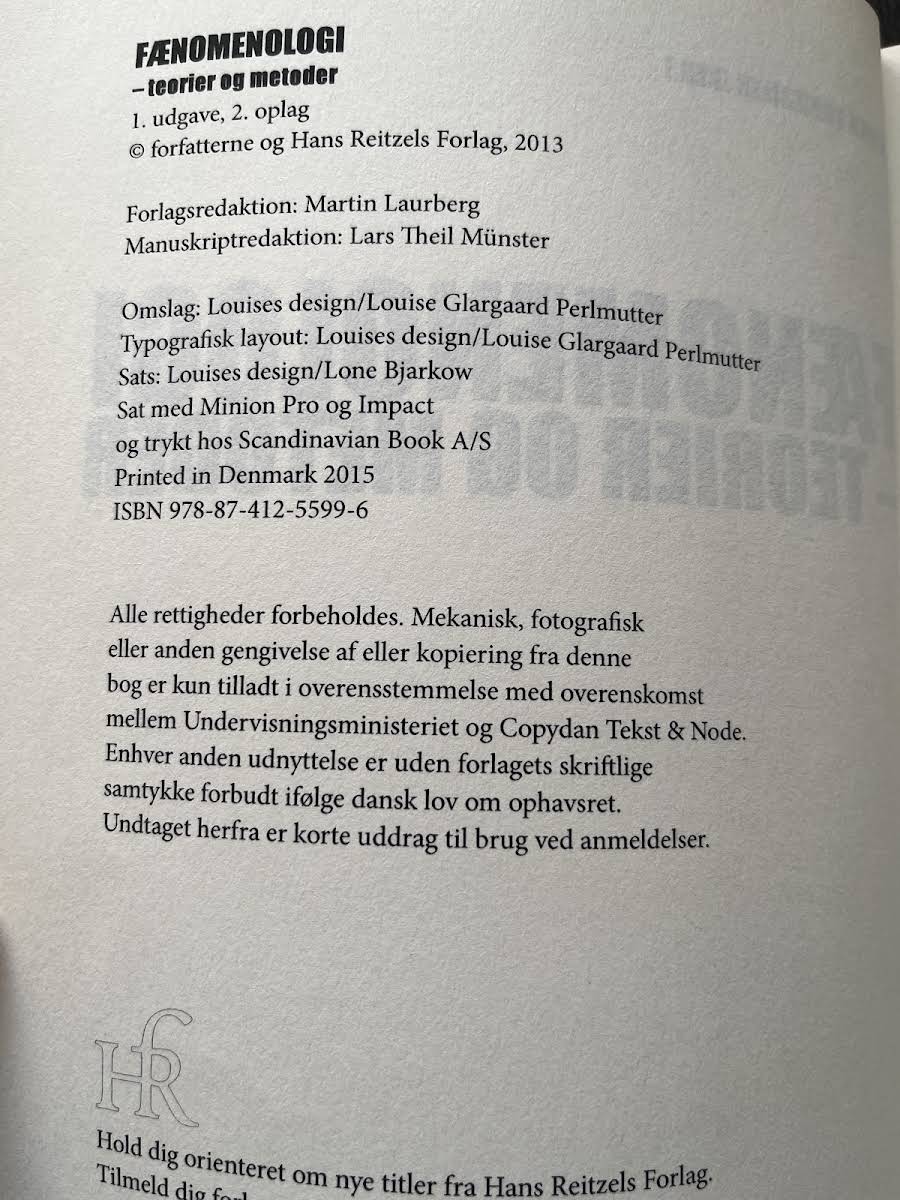 FÆNOMENOLOGI
– teorier og metoder
1. udgave, 2. oplag
© forfatterne og Hans Reitzels Forlag, 2013
Forlagsredaktion: Martin Laurberg
Manuskriptredaktion: Lars Theil Münster
Omslag: Louises design/Louise Glargaard Perlmutter
Typografisk layout: Louises design/Louise Glargaard Perlmutter
Sats: Louises design/Lone Bjarkow
Sat med Minion Pro og Impact
og trykt hos Scandinavian Book A/S
Printed in Denmark 2015
ISBN 978-87-412-5599-6
Alle rettigheder forbeholdes. Mekanisk, fotografisk
eller anden gengivelse af eller kopiering fra denne
bog er kun tilladt i overensstemmelse med overenskomst
mellem Undervisningsministeriet og Copydan Tekst & Node.
Enhver anden udnyttelse er uden forlagets skriftlige
samtykke forbudt ifølge dansk lov om ophavsret.
Undtaget herfra er korte uddrag til brug ved anmeldelser.
HfR
Hold dig orienteret om nye titler fra Hans Reitzels Forlag.
Tilmeld dig